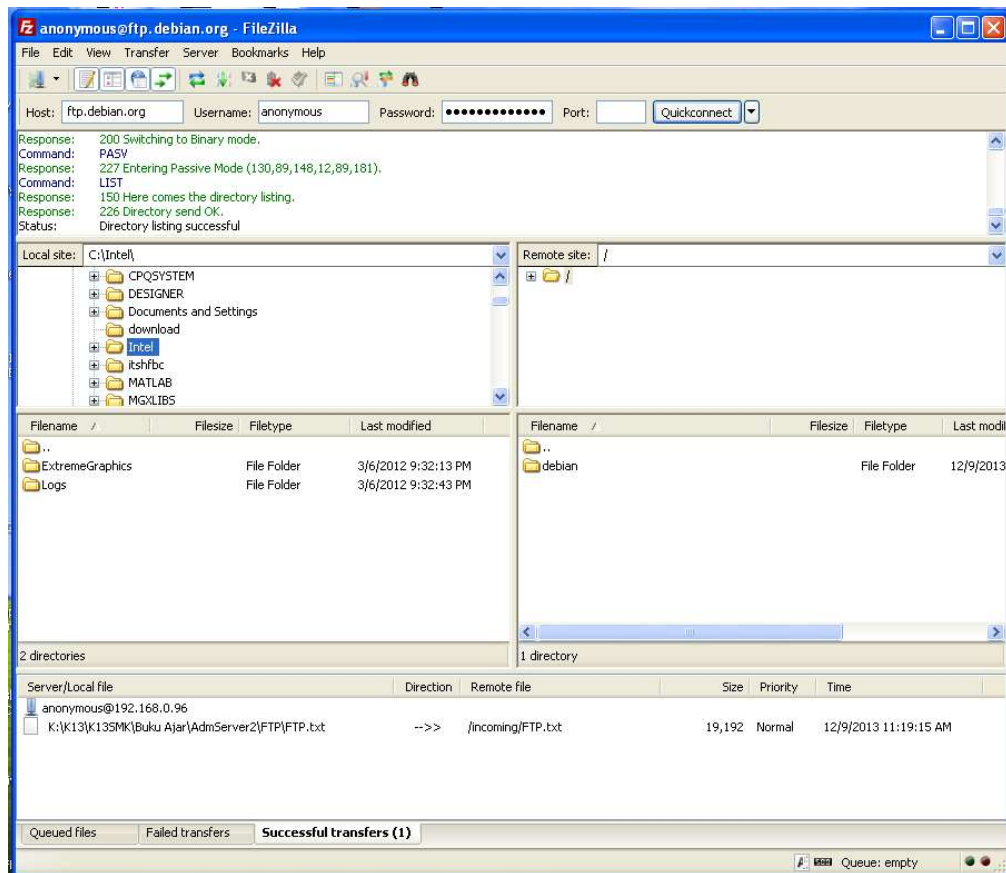 anonymous@ftp.debian.org - FileZilla
File Edit View Transfer Server Bookmarks Help
Host: ftp.debian.org Username: anonymous Password: ●●●●●●●●●●●●● Port: Quickconnect
Response: 200 Switching to Binary mode.
Command: PASV
Response: 227 Entering Passive Mode (130,89,148,12,89,181).
Command: LIST
Response: 150 Here comes the directory listing.
Response: 226 Directory send OK.
Status: Directory listing successful
Local site: C:\Intel\
CPQSYSTEM
DESIGNER
Documents and Settings
download
Intel
itshfbc
MATLAB
MGXLIBS
Remote site: /
/
Filename / Filesize Filetype Last modified
..
ExtremeGraphics File Folder 3/6/2012 9:32:13 PM
Logs File Folder 3/6/2012 9:32:43 PM
2 directories
Filename / Filesize Filetype Last modifi
..
debian File Folder 12/9/2013
1 directory
Server/Local file Direction Remote file Size Priority Time
anonymous@192.168.0.96
K:\K13\K13SMK\Buku Ajar\AdmServer2\FTP\FTP.txt -->> /incoming/FTP.txt 19,192 Normal 12/9/2013 11:19:15 AM
Queued files Failed transfers Successful transfers (1)
Queue: empty